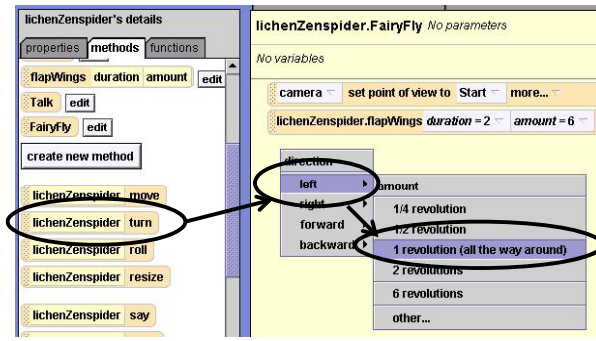 lichenZenspider's details
properties methods functions
flapWings duration amount edit
Talk edit
FairyFly edit
create new method
lichenZenspider move
lichenZenspider turn
lichenZenspider roll
lichenZenspider resize
lichenZenspider say
lichenZenspider.FairyFly No parameters
No variables
camera set point of view to Start more...
lichenZenspider.flapWings duration = 2 amount = 6
direction
left
right
forward
backward
amount
1/4 revolution
1/2 revolution
1 revolution (all the way around)
2 revolutions
6 revolutions
other...